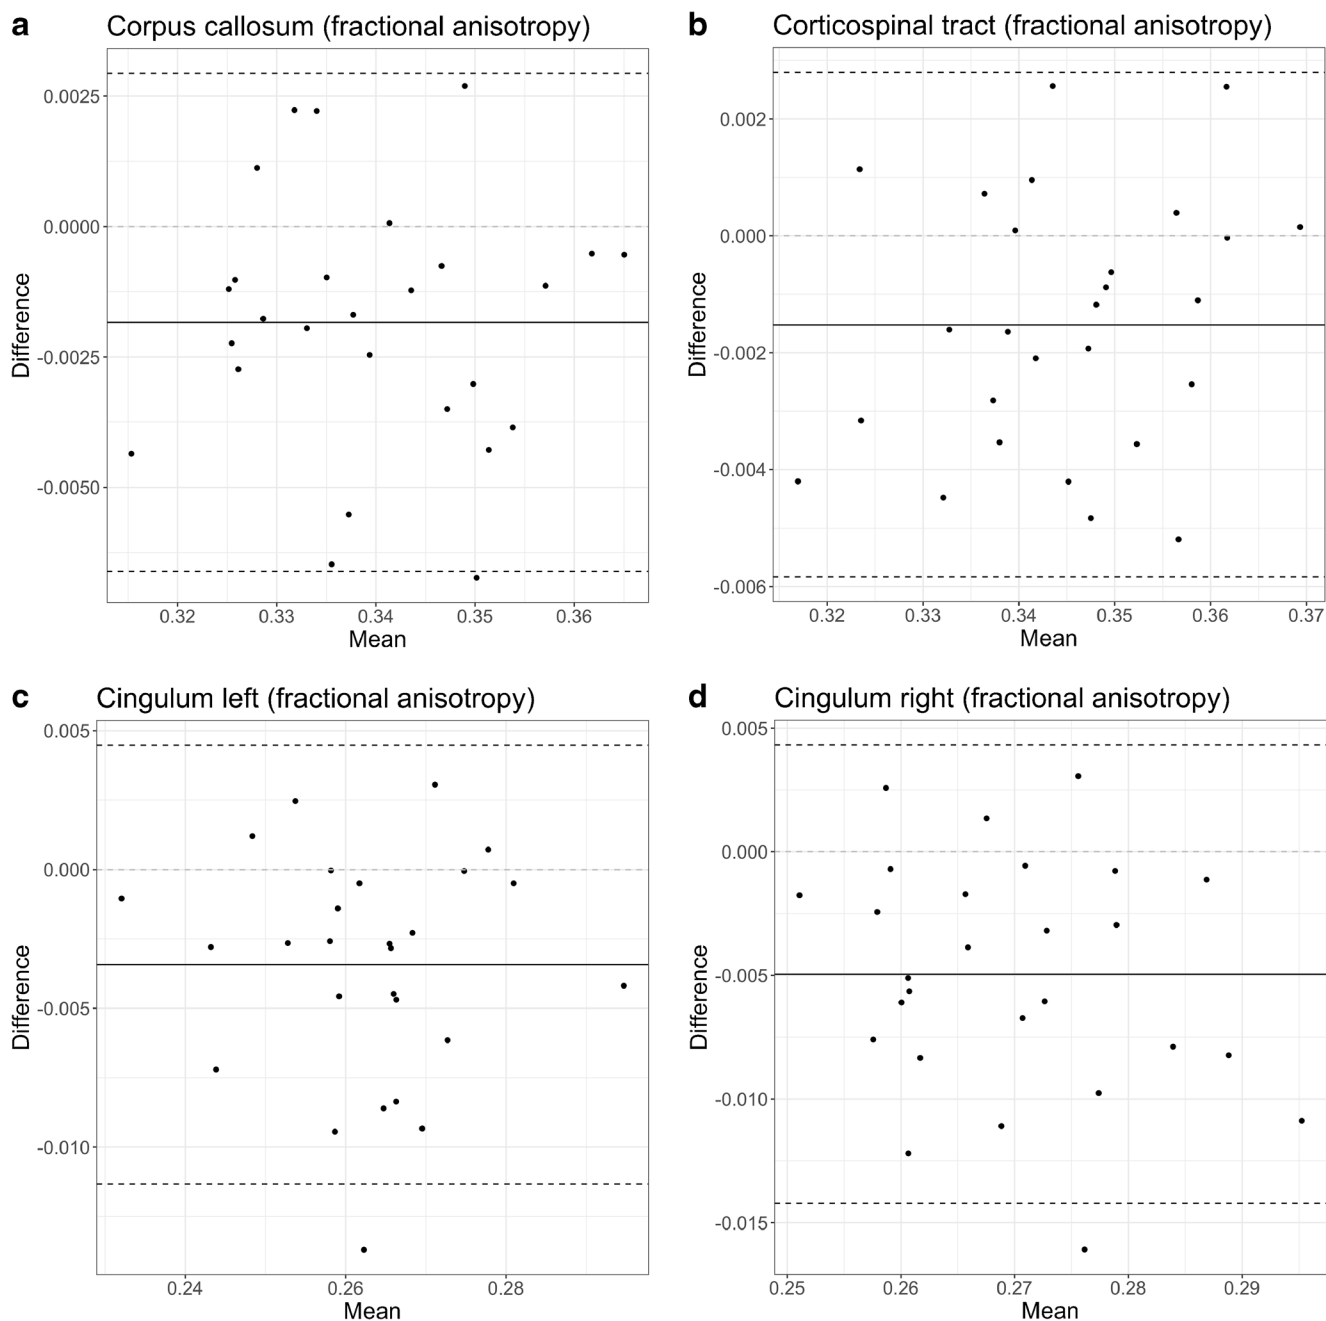 a Corpus callosum (fractional anisotropy)
0.0025
0.0000
-0.0025
-0.0050
Difference
0.32 0.33 0.34 0.35 0.36
Mean
b Corticospinal tract (fractional anisotropy)
0.002
0.000
-0.002
-0.004
-0.006
Difference
0.32 0.33 0.34 0.35 0.36 0.37
Mean
c Cingulum left (fractional anisotropy)
0.005
0.000
-0.005
-0.010
Difference
0.24 0.26 0.28
Mean
d Cingulum right (fractional anisotropy)
0.005
0.000
-0.005
-0.010
-0.015
Difference
0.25 0.26 0.27 0.28 0.29
Mean